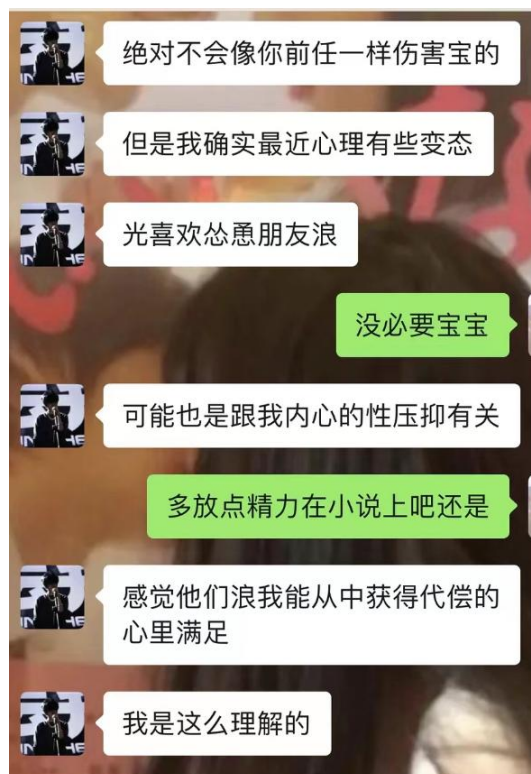 绝对不会像你前任一样伤害宝的
但是我确实最近心理有些变态
光喜欢怂恿朋友浪
没必要宝宝
可能也是跟我内心的性压抑有关
多放点精力在小说上吧还是
感觉他们浪我能从中获得代偿的
心里满足
我是这么理解的